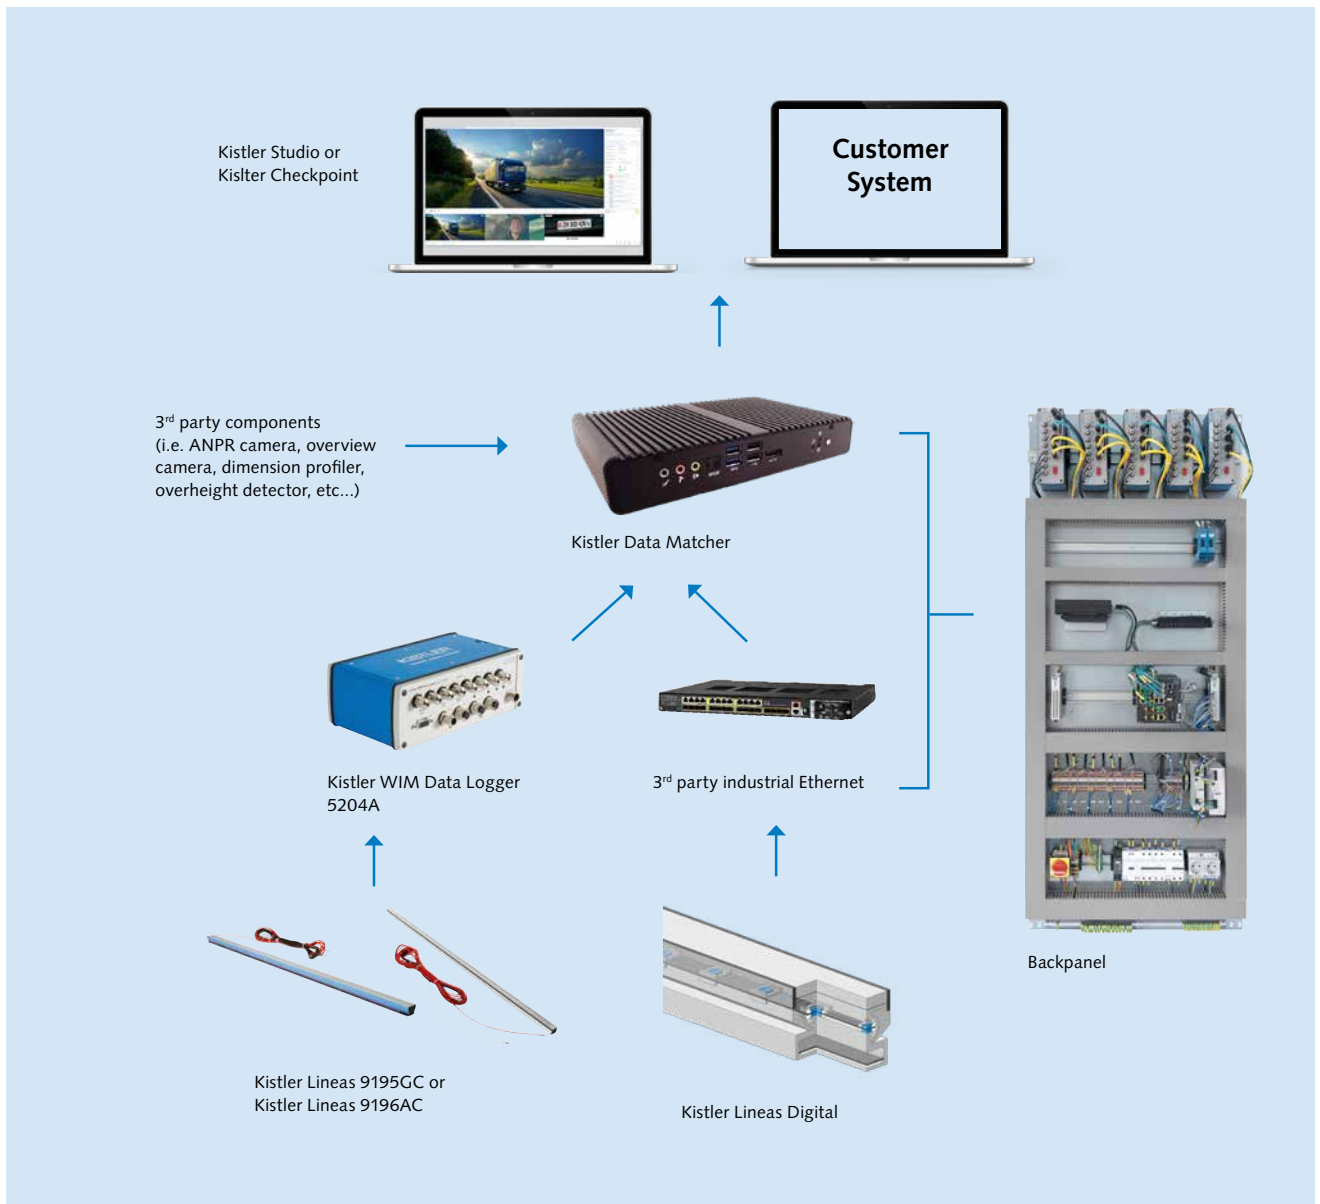 Kistler Studio or
Kislter Checkpoint
Customer
System
3rd party components
(i.e. ANPR camera, overview
camera, dimension profiler,
overheight detector, etc...)
Kistler Data Matcher
KISTLER
Kistler WIM Data Logger
5204A
3rd party industrial Ethernet
Backpanel
Kistler Lineas 9195GC or
Kistler Lineas 9196AC
Kistler Lineas Digital